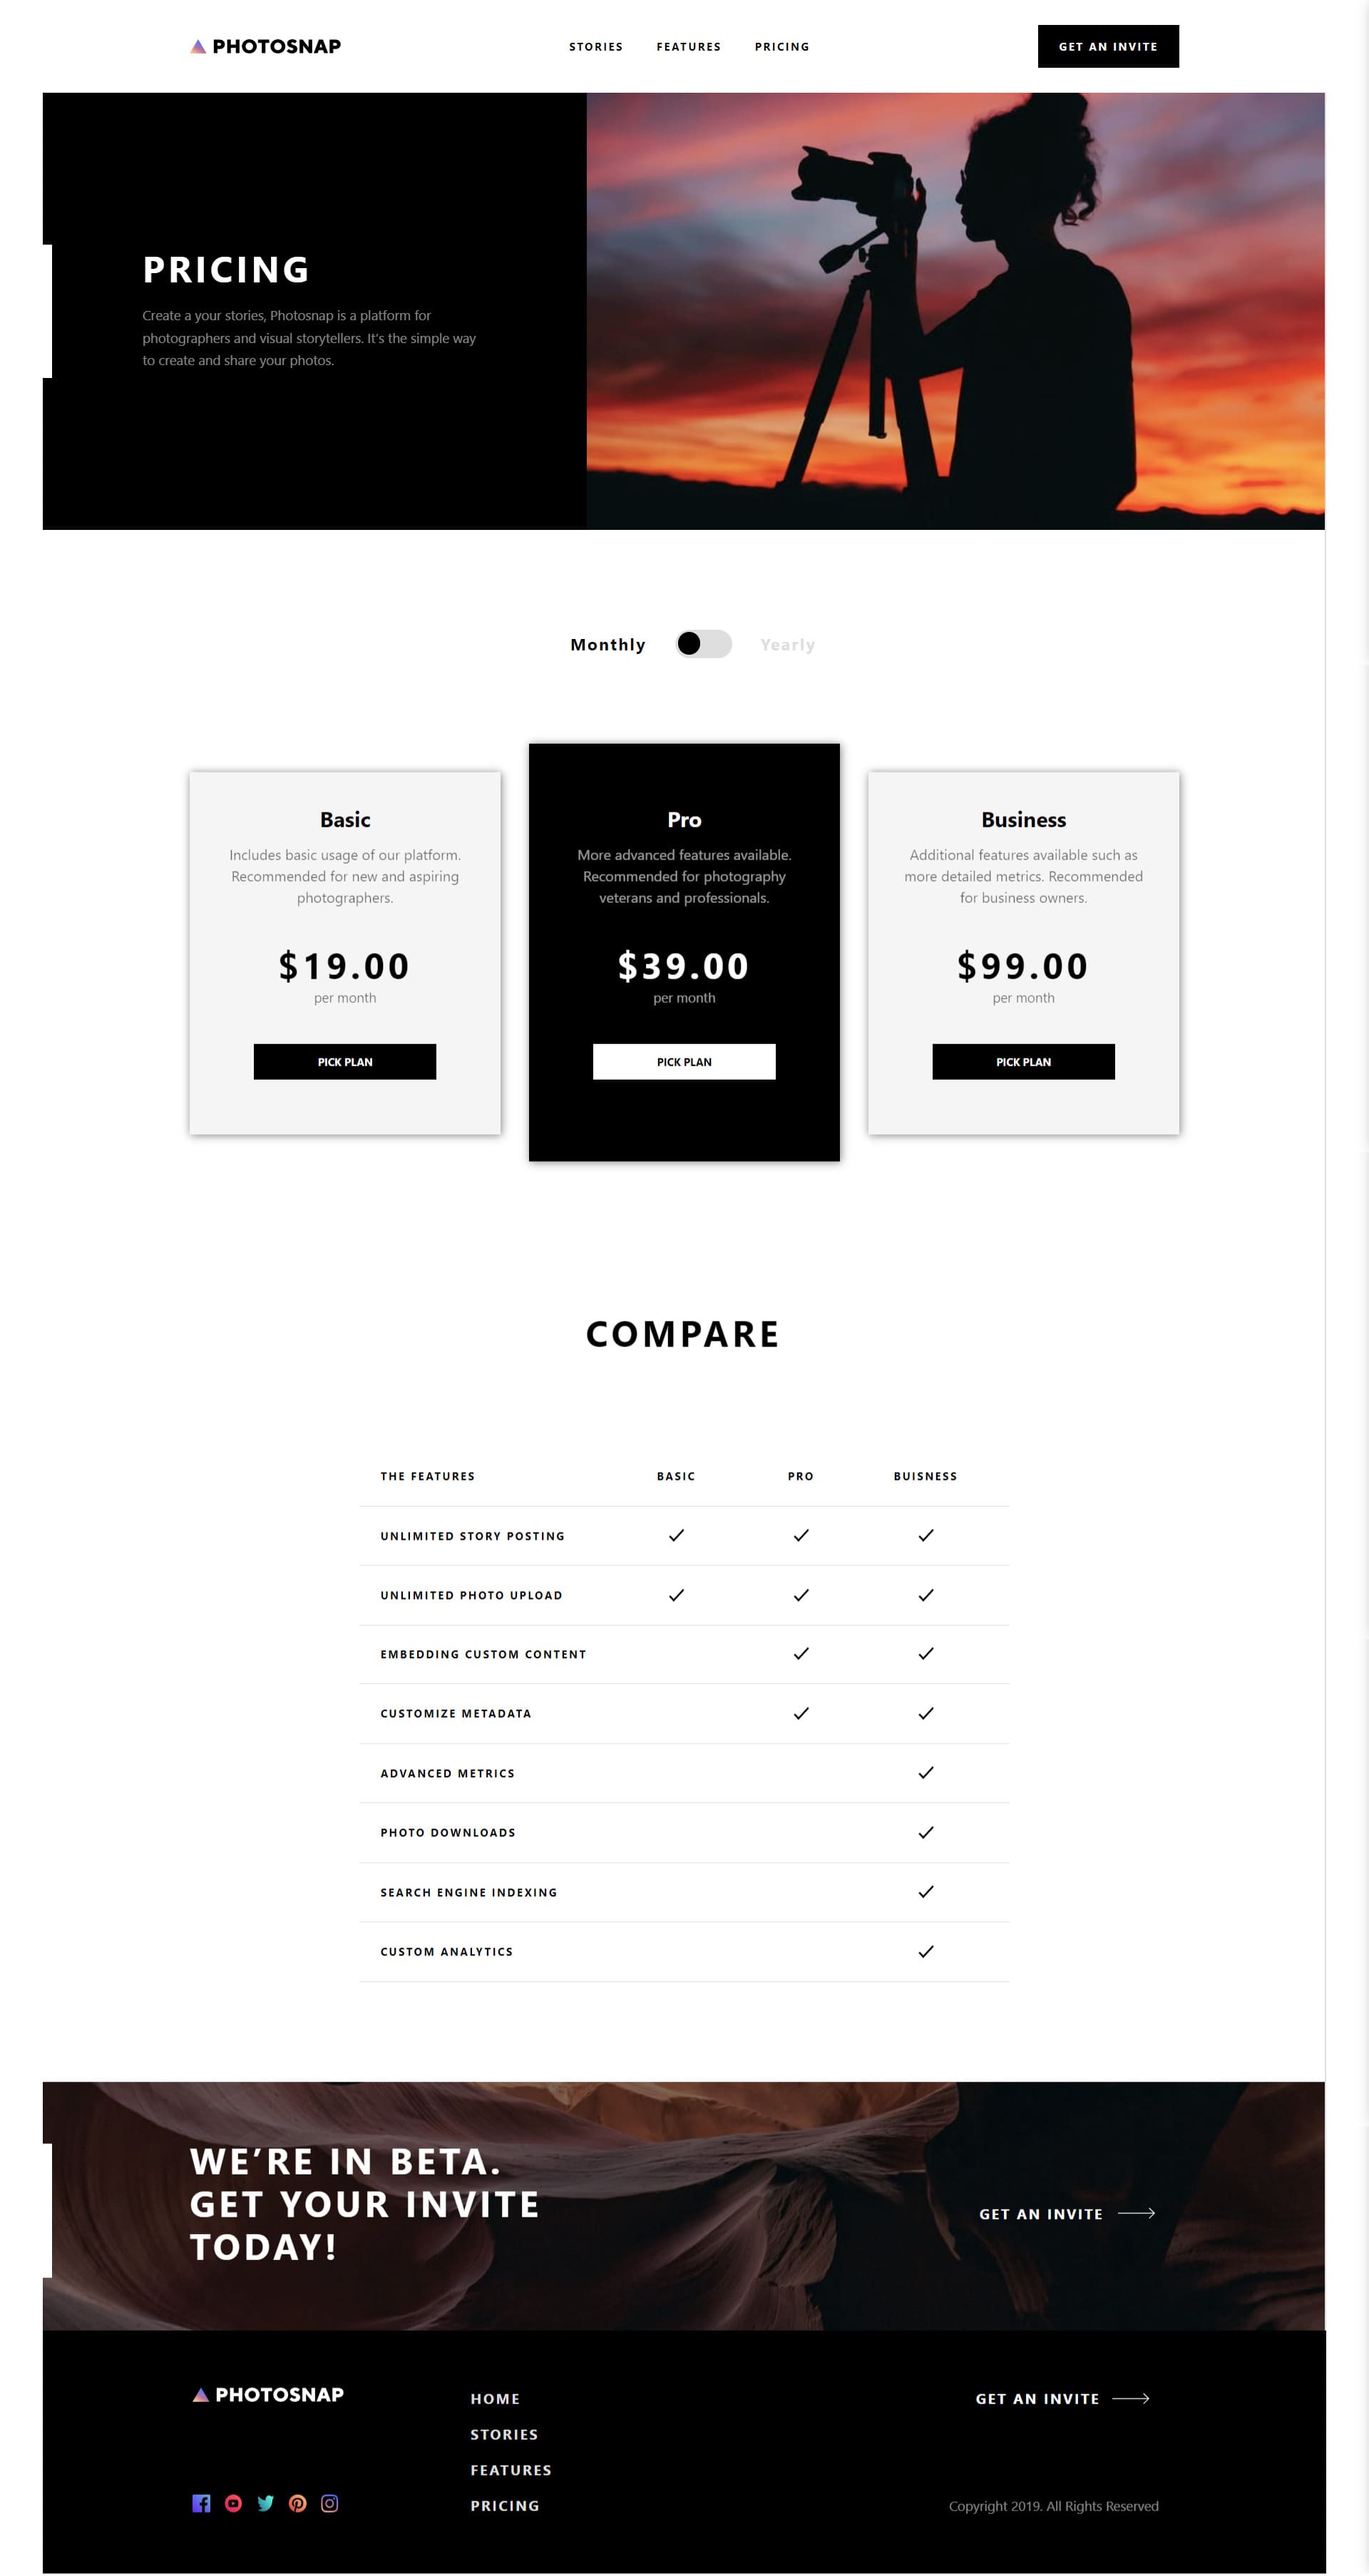 PHOTOSNAP
STORIES FEATURES PRICING
GET AN INVITE
PRICING
Create a your stories, Photosnap is a platform for
photographers and visual storytellers. It's the simple way
to create and share your photos.
Monthly Yearly
Basic
Includes basic usage of our platform.
Recommended for new and aspiring
photographers.
$19.00
per month
PICK PLAN
Pro
More advanced features available.
Recommended for photography
veterans and professionals.
$39.00
per month
PICK PLAN
Business
Additional features available such as
more detailed metrics. Recommended
for business owners.
$99.00
per month
PICK PLAN
COMPARE
THE FEATURES BASIC PRO BUISNESS
UNLIMITED STORY POSTING
UNLIMITED PHOTO UPLOAD
EMBEDDING CUSTOM CONTENT
CUSTOMIZE METADATA
ADVANCED METRICS
PHOTO DOWNLOADS
SEARCH ENGINE INDEXING
CUSTOM ANALYTICS
WE’RE IN BETA.
GET YOUR INVITE
TODAY!
GET AN INVITE
PHOTOSNAP
HOME
STORIES
FEATURES
PRICING
GET AN INVITE
Copyright 2019. All Rights Reserved